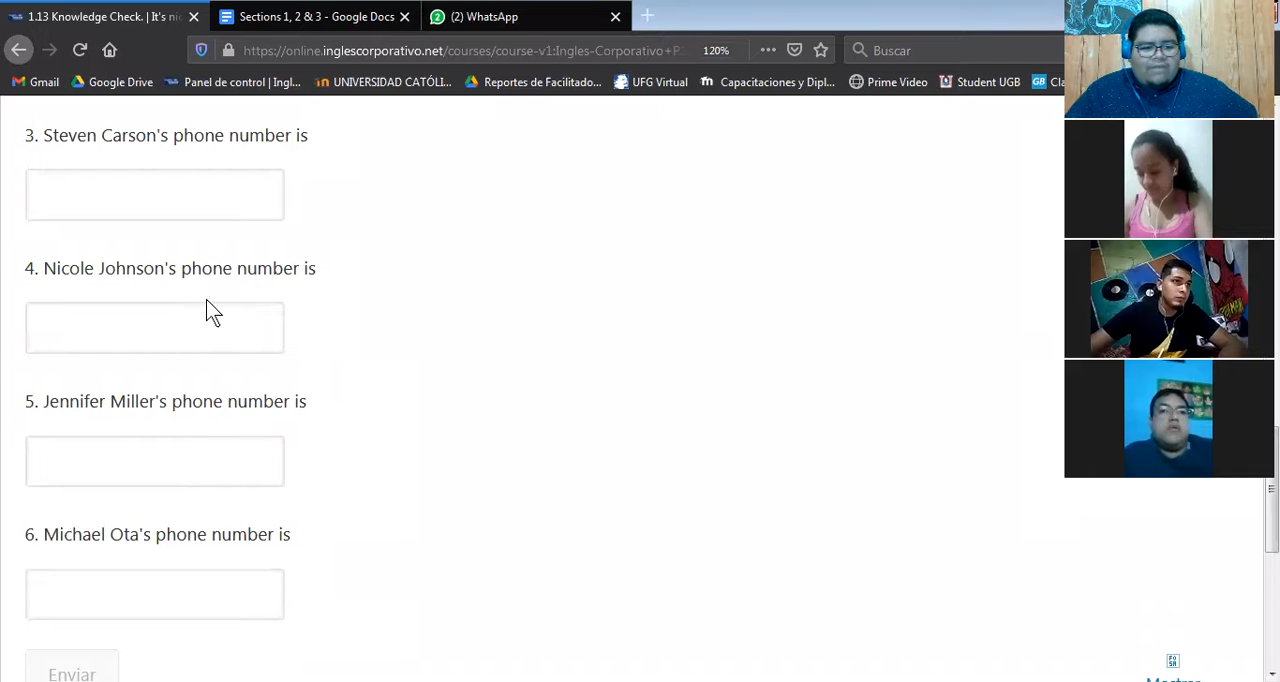 1.13 Knowledge Check. | It's nic
Sections 1, 2 & 3 - Google Docs
(2) WhatsApp
https://online.inglescorporativo.net/courses/course-v1:Ingles-Corporativo+P
120%
Buscar
Gmail
Google Drive
Panel de control | Ingl...
UNIVERSIDAD CATÓLI...
Reportes de Facilitado...
UFG Virtual
Capacitaciones y Dipl...
Prime Video
Student UGB
GB Cla
3. Steven Carson's phone number is
4. Nicole Johnson's phone number is
5. Jennifer Miller's phone number is
6. Michael Ota's phone number is
Enviar